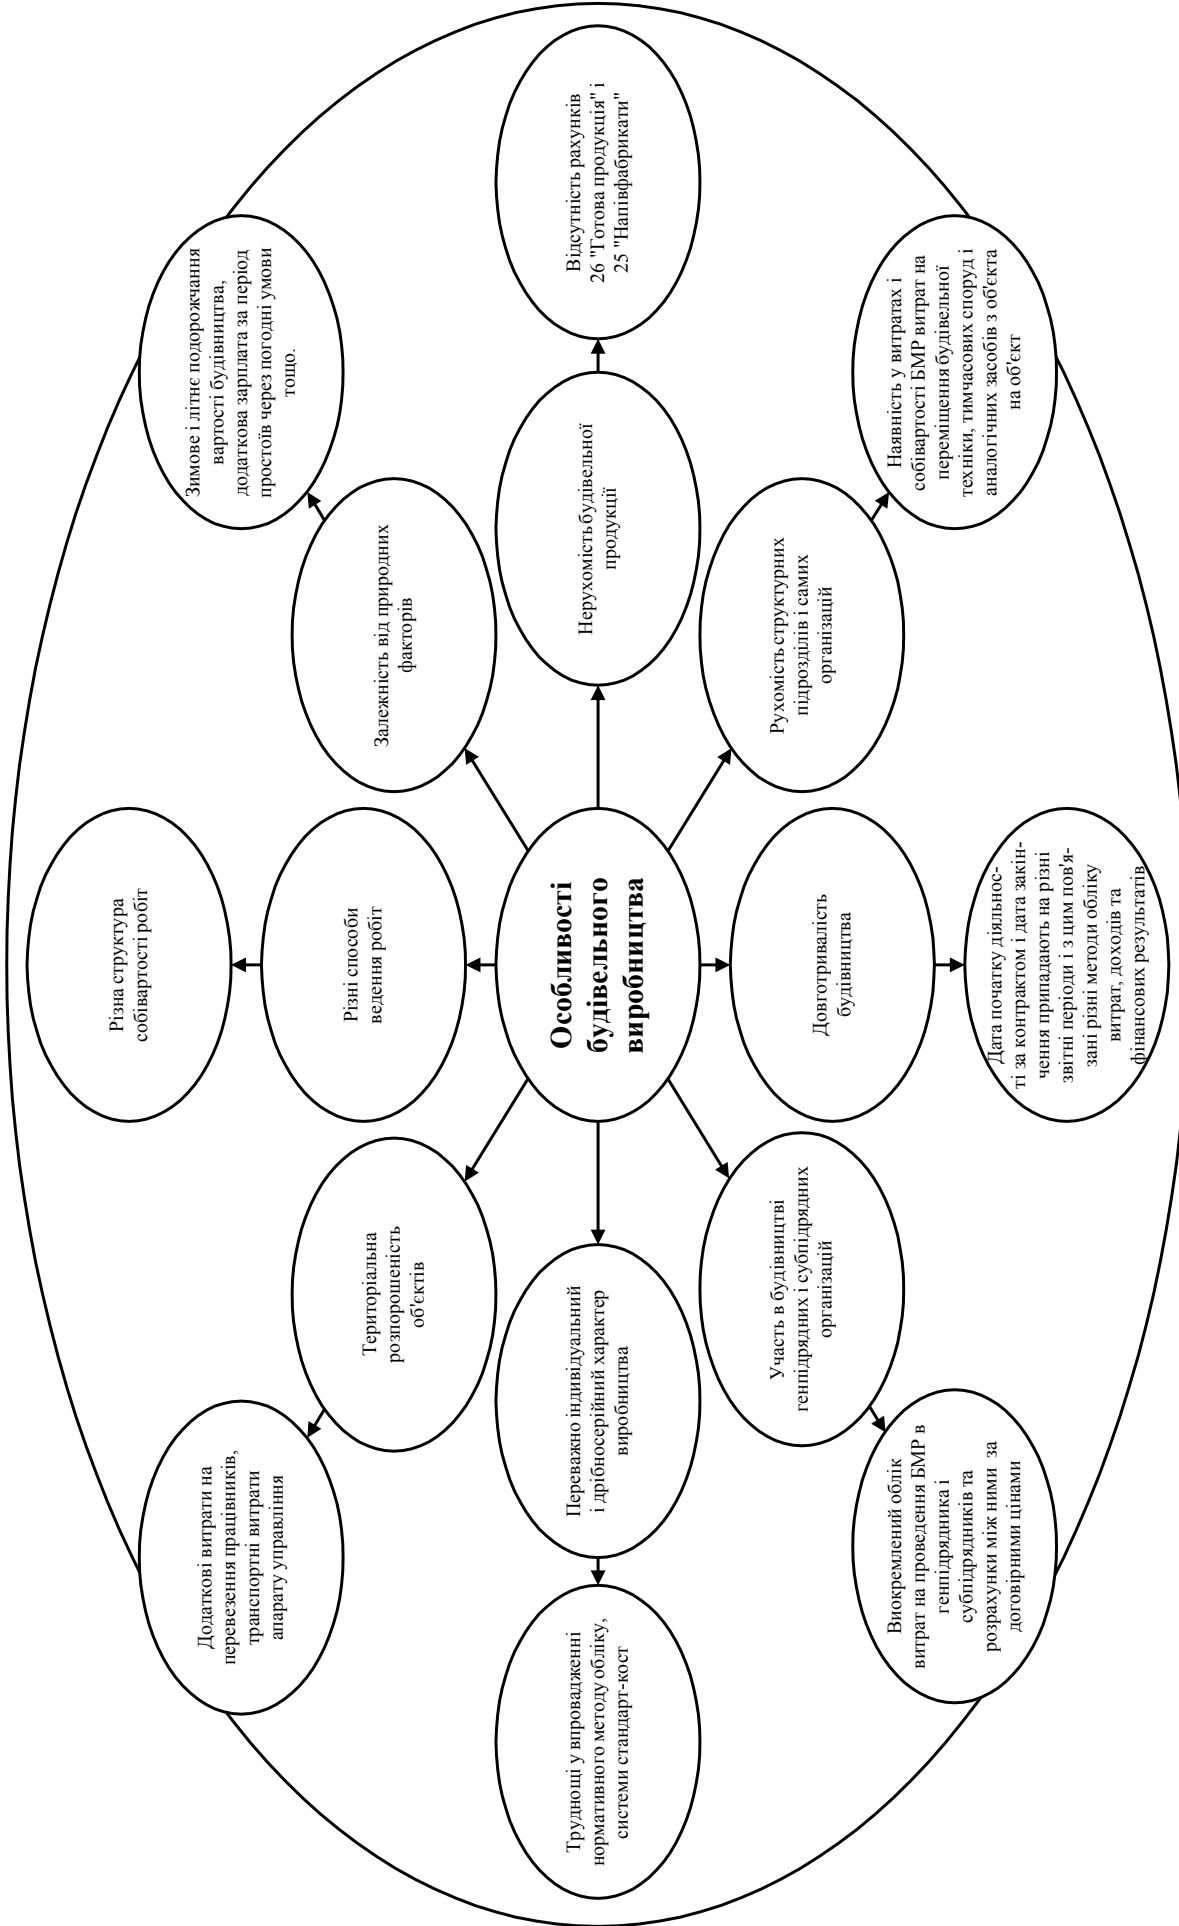 Додаткові витрати на
перевезення працівників,
транспортні витрати
апарату управління
Різна структура
собівартості робіт
Зимове і літнє подорожчання
вартості будівництва,
додаткова зарплата за період
простоїв через погодні умови
тощо.
Територіальна
розпорошеність
об'єктів
Різні способи
ведення робіт
Залежність від природних
факторів
Труднощі у впровадженні
нормативного методу обліку,
системи стандарт-кост
Переважно індивідуальний
і дрібносерійний характер
виробництва
Особливості
будівельного
виробництва
Нерухомість будівельної
продукції
Відсутність рахунків
26 "Готова продукція" і
25 "Напівфабрикати"
Участь в будівництві
генпідрядних і субпідрядних
організацій
Довготривалість
будівництва
Рухомість структурних
підрозділів і самих
організацій
Виокремлений облік
витрат на проведення БМР в
генпідрядника і
субпідрядників та
розрахунки між ними за
договірними цінами
Дата початку діяльнос-
ті за контрактом і дата закін-
чення припадають на різні
звітні періоди і з цим пов'я-
зані різні методи обліку
витрат, доходів та
фінансових результатів
Наявність у витратах і
собівартості БМР витрат на
переміщення будівельної
техніки, тимчасових споруд і
аналогічних засобів з об'єкта
на об'єкт